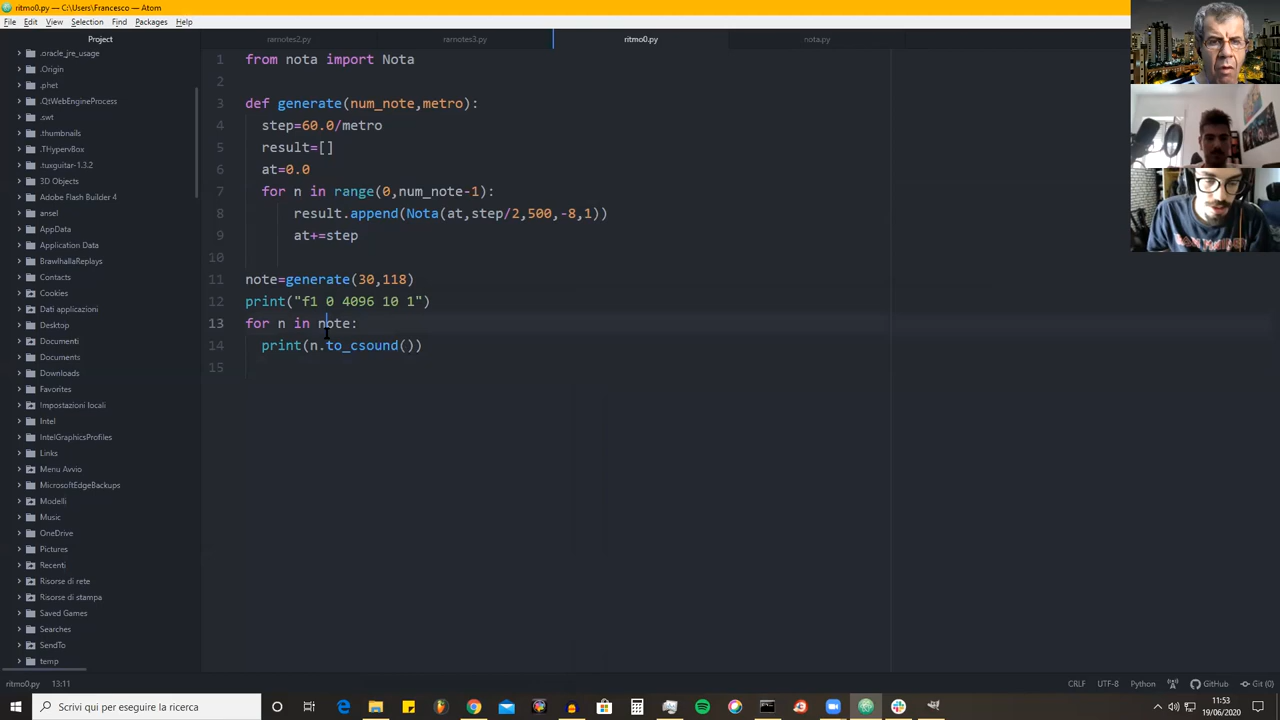 ritmo0.py — C:\Users\Francesco — Atom
File Edit View Selection Find Packages Help
Project
ramotes2.py
ramotes3.py
ritmo0.py
nota.py
.oracle_jre_usage
.Origin
.phet
.QtWebEngineProcess
.swt
.thumbnails
.THypervBox
.tuxguitar-1.3.2
3D Objects
Adobe Flash Builder 4
ansel
AppData
Application Data
BrawlhallaReplays
Contacts
Cookies
Dati applicazioni
Desktop
Documenti
Documents
Downloads
Favorites
Impostazioni locali
Intel
IntelGraphicsProfiles
Links
Menu Avvio
MicrosoftEdgeBackups
Modelli
Music
OneDrive
Pictures
Recenti
Risorse di rete
Risorse di stampa
Saved Games
Searches
SendTo
temp
1 from nota import Nota
2
3 def generate(num_note,metro):
4 step=60.0/metro
5 result=[]
6 at=0.0
7 for n in range(0,num_note-1):
8 result.append(Nota(at,step/2,500,-8,1))
9 at+=step
10
11 note=generate(30,118)
12 print("f1 0 4096 10 1")
13 for n in note:
14 print(n.to_csound())
15
ritmo0.py 13:11
CRLF UTF-8 Python GitHub Git (0)
Scrivi qui per eseguire la ricerca
11:53
19/06/2020